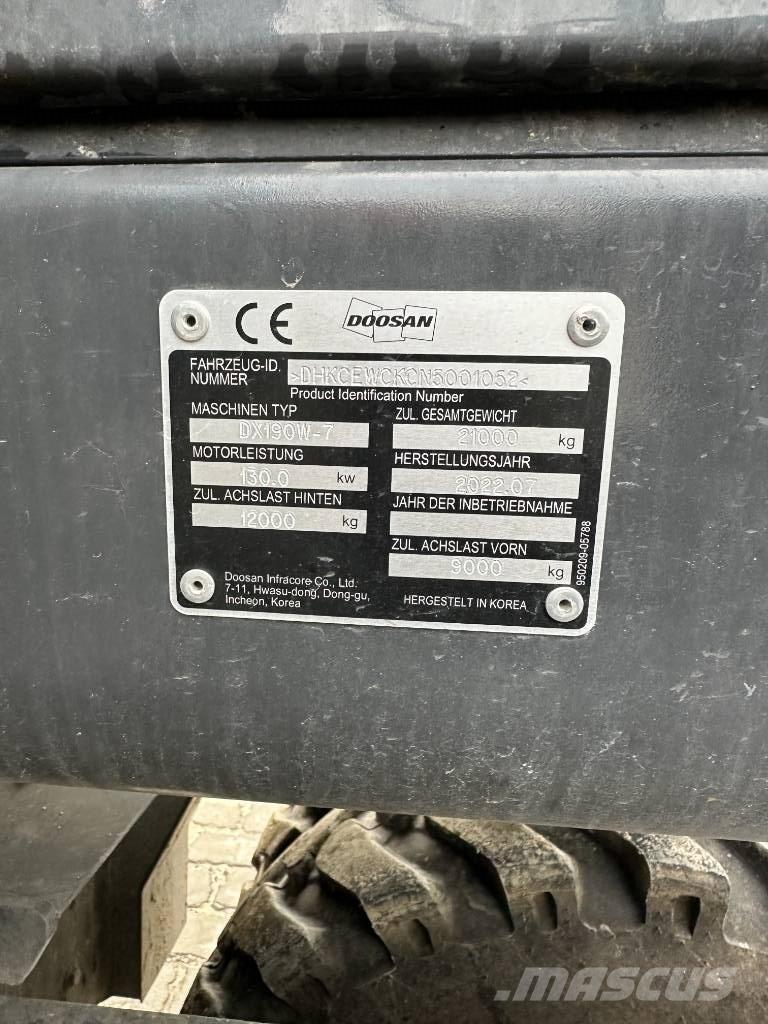 CE DOOSAN
FAHRZEUG-ID. NUMMER >DHKCEWCKCN5001052<
Product Identification Number
MASCHINEN TYP
DX190W-7
ZUL. GESAMTGEWICHT
21000 kg
MOTORLEISTUNG
130.0 kw
HERSTELLUNGSJAHR
2022.07
ZUL. ACHSLAST HINTEN
12000 kg
JAHR DER INBETRIEBNAHME
ZUL. ACHSLAST VORN
9000 kg
Doosan Infracore Co., Ltd.
7-11, Hwasu-dong, Dong-gu,
Incheon, Korea
HERGESTELT IN KOREA
950209-05788
MASCUS